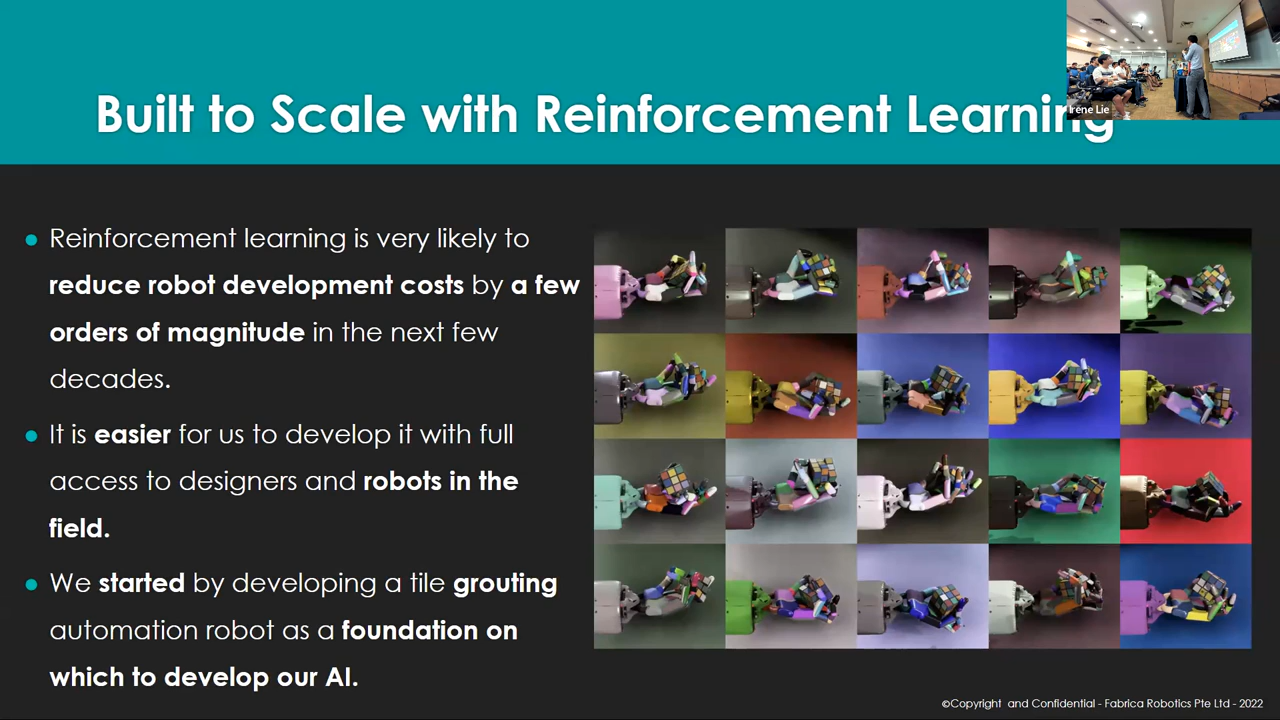 Built to Scale with Reinforcement Learning
Irene Lie
Reinforcement learning is very likely to
reduce robot development costs by a few
orders of magnitude in the next few
decades.
It is easier for us to develop it with full
access to designers and robots in the
field.
We started by developing a tile grouting
automation robot as a foundation on
which to develop our AI.
©Copyright and Confidential - Fabrica Robotics Pte Ltd - 2022